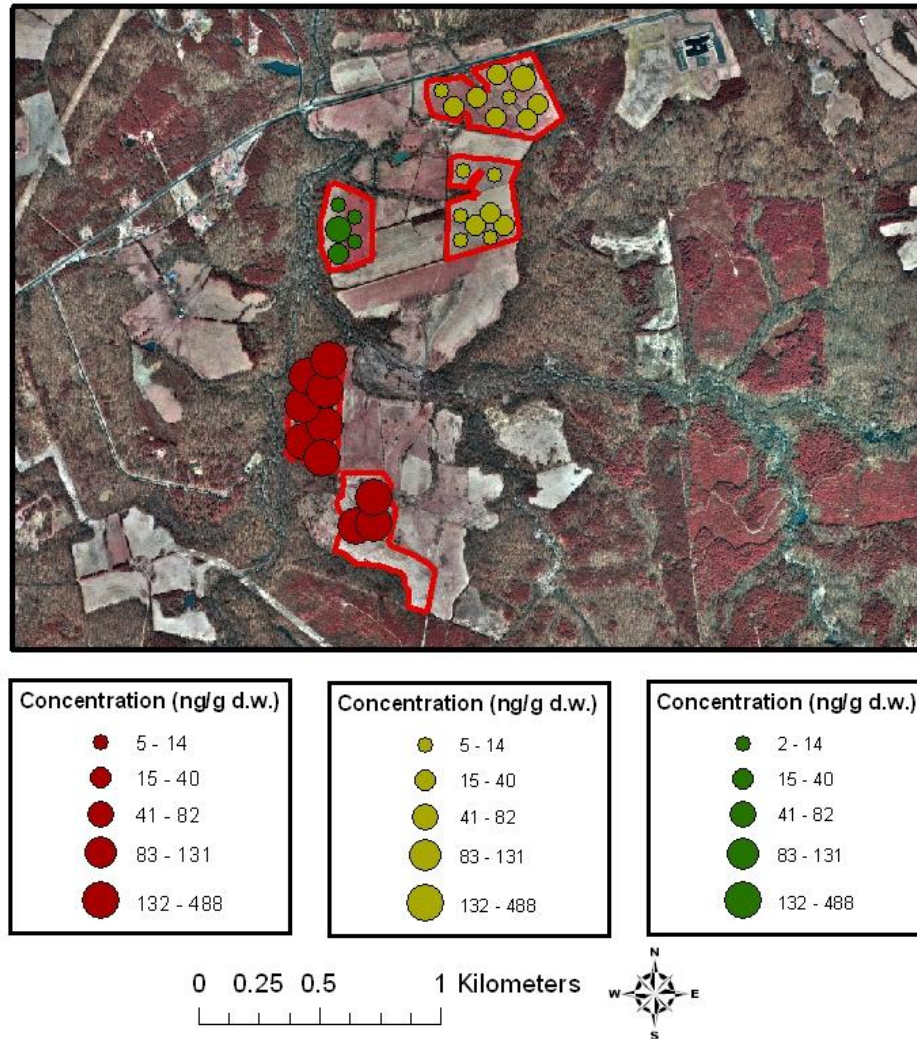 Concentration (ng/g d.w.)
5 - 14
15 - 40
41 - 82
83 - 131
132 - 488
Concentration (ng/g d.w.)
5 - 14
15 - 40
41 - 82
83 - 131
132 - 488
Concentration (ng/g d.w.)
2 - 14
15 - 40
41 - 82
83 - 131
132 - 488
0 0.25 0.5 1 Kilometers
N
W E
S